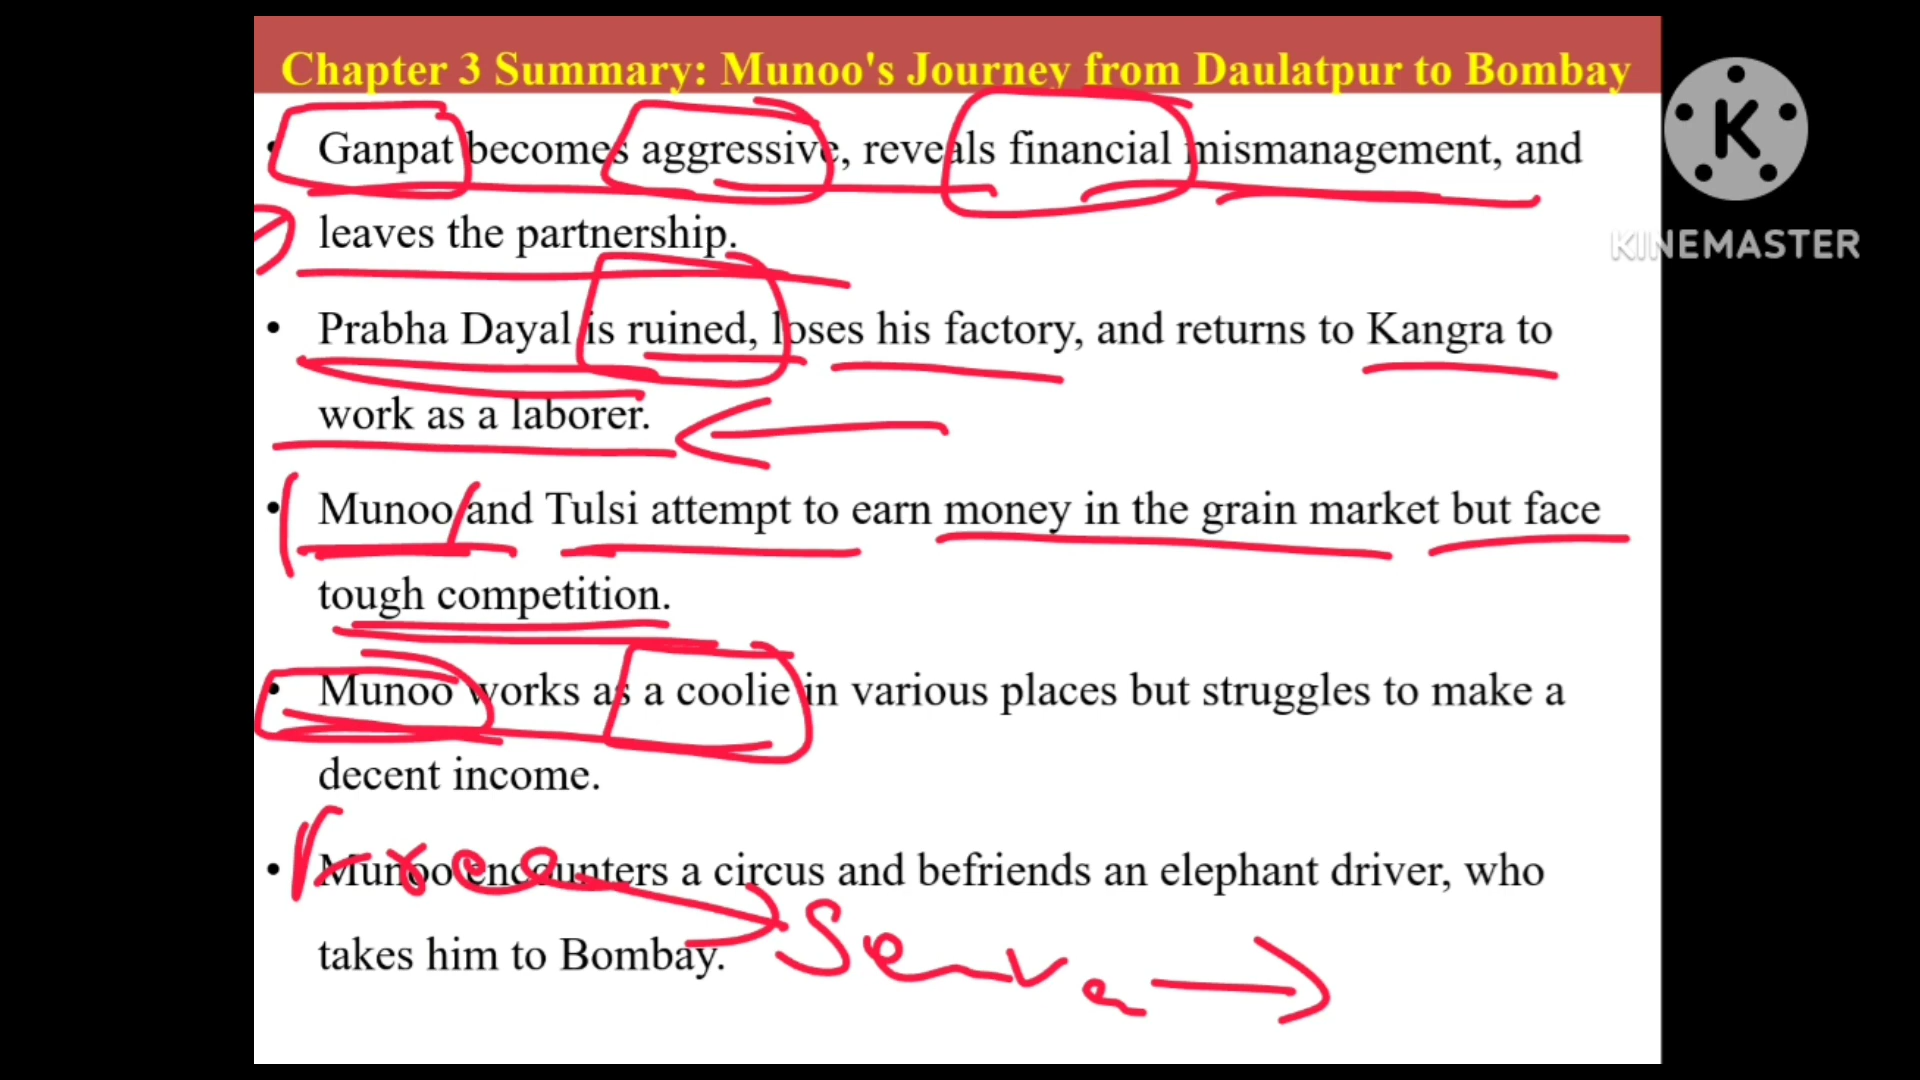 Chapter 3 Summary: Munoo's Journey from Daulatpur to Bombay
• Ganpat becomes aggressive, reveals financial mismanagement, and
leaves the partnership.
• Prabha Dayal is ruined, loses his factory, and returns to Kangra to
work as a laborer.
• Munoo and Tulsi attempt to earn money in the grain market but face
tough competition.
• Munoo works as a coolie in various places but struggles to make a
decent income.
• Munoo encounters a circus and befriends an elephant driver, who
takes him to Bombay.
Free
Serve
K
KINEMASTER